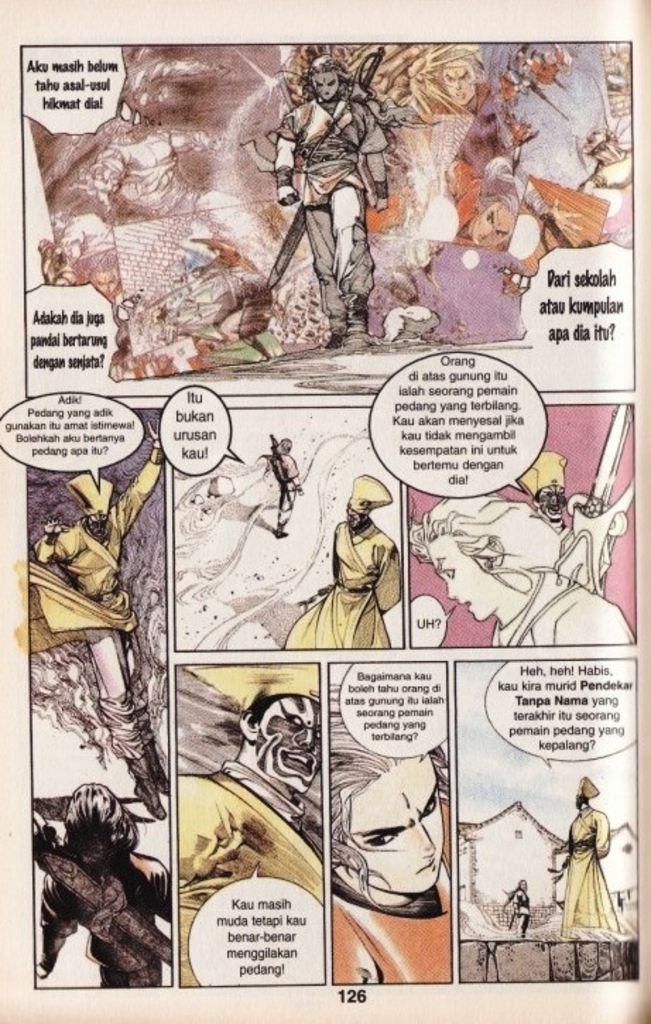 Aku masih belum
tahu asal-usul
hikmat dia!
Adakah dia juga
pandai bertarung
dengan senjata?
Dari sekolah
atau kumpulan
apa dia itu?
Adik!
Pedang yang adik
gunakan itu amat istimewa!
Bolehkah aku bertanya
pedang apa itu?
Itu
bukan
urusan
kau!
Orang
di atas gunung itu
ialah seorang pemain
pedang yang terbilang.
Kau akan menyesal jika
kau tidak mengambil
kesempatan ini untuk
bertemu dengan
dia!
UH?
Kau masih
muda tetapi kau
benar-benar
menggilakan
pedang!
Bagaimana kau
boleh tahu orang di
atas gunung itu ialah
seorang pemain
pedang yang
terbilang?
Heh, heh! Habis,
kau kira murid Pendekar
Tanpa Nama yang
terakhir itu seorang
pemain pedang yang
kepalang?
126